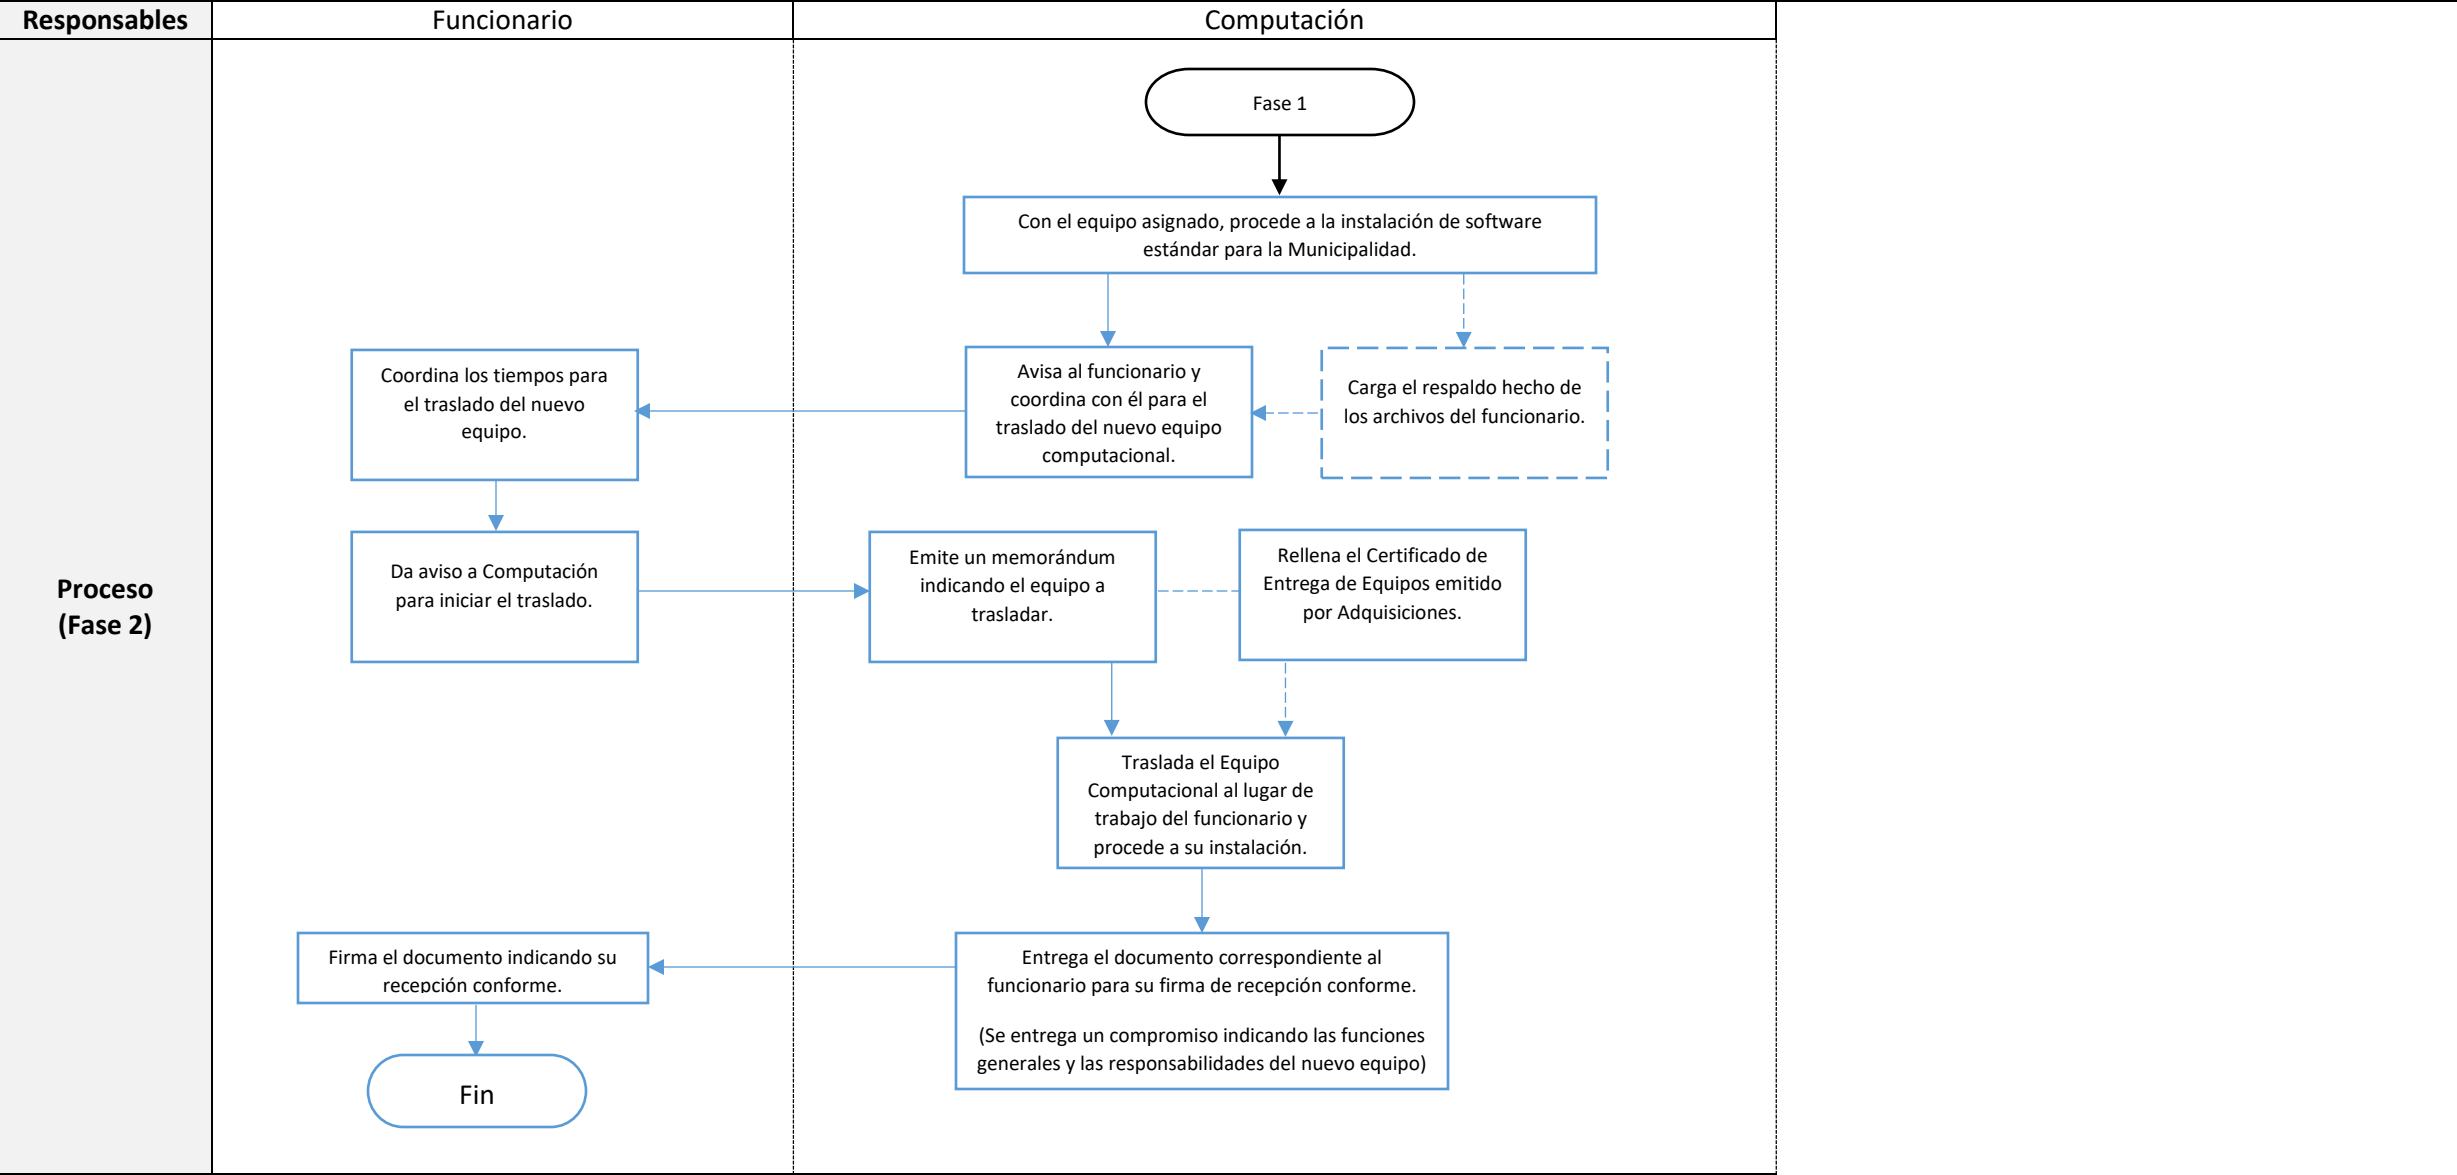 Responsables
Funcionario
Computación
Fase 1
Con el equipo asignado, procede a la instalación de software
estándar para la Municipalidad.
Coordina los tiempos para
el traslado del nuevo
equipo.
Avisa al funcionario y
coordina con él para el
traslado del nuevo equipo
computacional.
Carga el respaldo hecho de
los archivos del funcionario.
Proceso
(Fase 2)
Da aviso a Computación
para iniciar el traslado.
Emite un memorándum
indicando el equipo a
trasladar.
Rellena el Certificado de
Entrega de Equipos emitido
por Adquisiciones.
Traslada el Equipo
Computacional al lugar de
trabajo del funcionario y
procede a su instalación.
Firma el documento indicando su
recepción conforme.
Entrega el documento correspondiente al
funcionario para su firma de recepción conforme.
(Se entrega un compromiso indicando las funciones
generales y las responsabilidades del nuevo equipo)
Fin